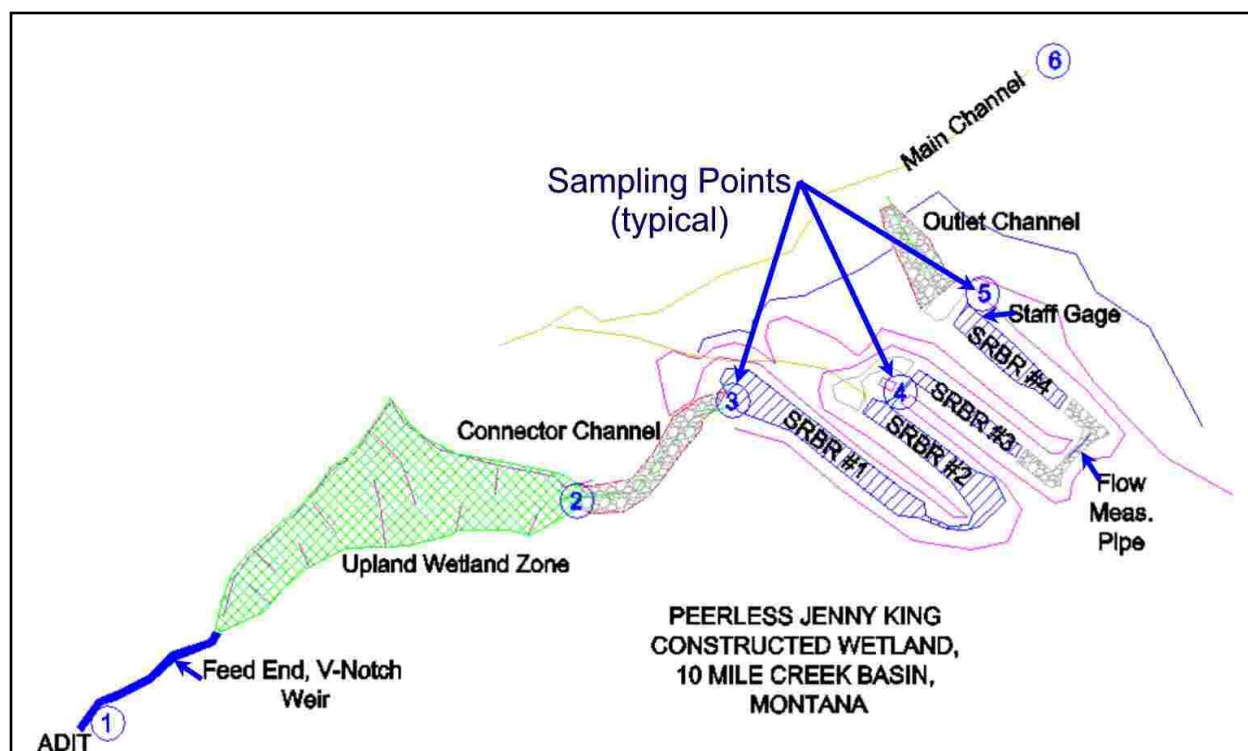 6
Main Channel
Sampling Points
(typical)
Outlet Channel
5
Staff Gage
SRBR #4
3
4
SRBR #3
Connector Channel
SRBR #1
SRBR #2
2
Flow
Meas.
Pipe
Upland Wetland Zone
PEERLESS JENNY KING
CONSTRUCTED WETLAND,
10 MILE CREEK BASIN,
MONTANA
Feed End, V-Notch
Weir
1
ADIT